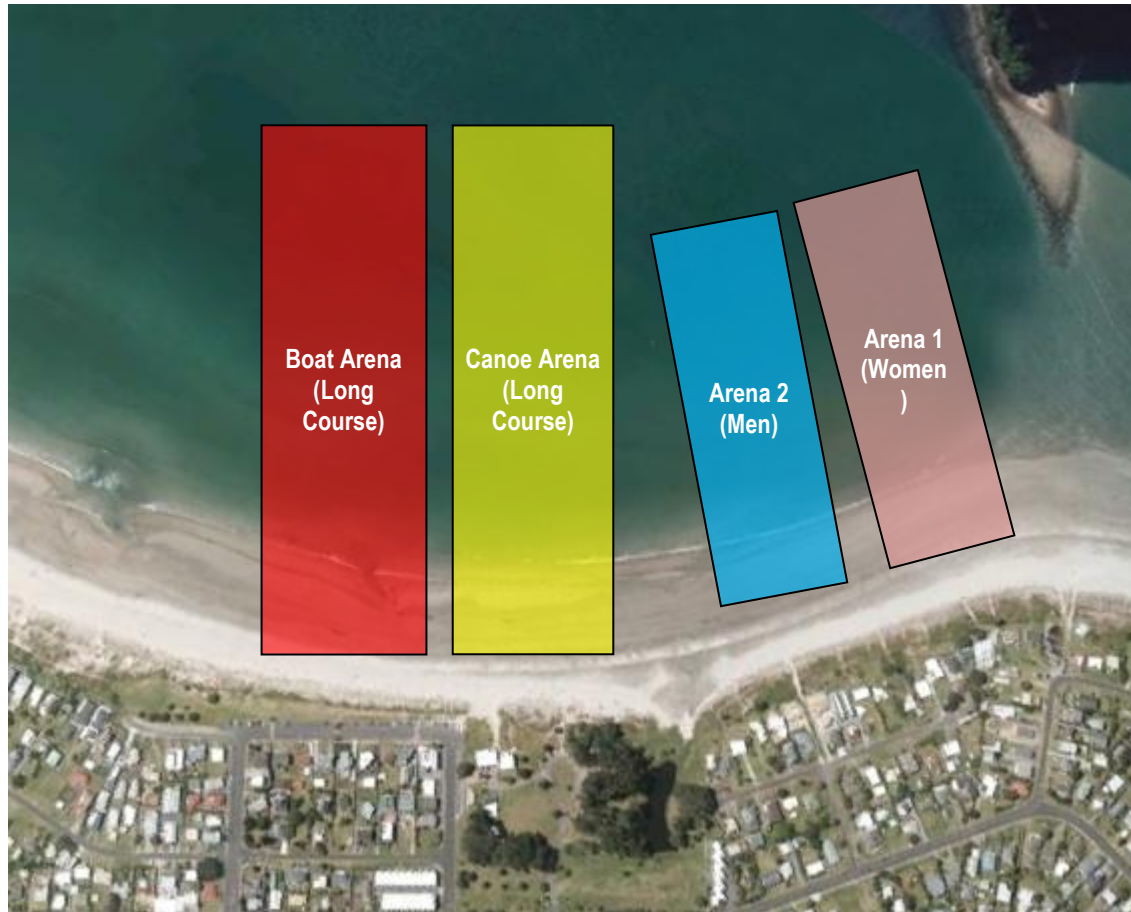 Boat Arena
(Long
Course)
Canoe Arena
(Long
Course)
Arena 2
(Men)
Arena 1
(Women
)